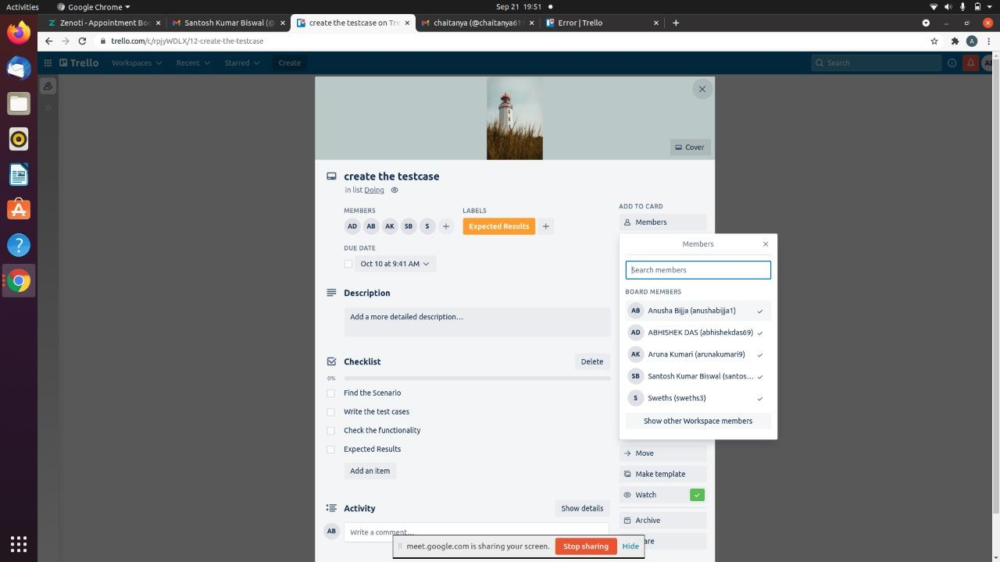 Activities
Google Chrome
Sep 21 19:51
Zenoti - Appointment Boo
Santosh Kumar Biswal (@
create the testcase on Tre
chaitanya (@chaitanya61
Error | Trello
trello.com/c/rpjyWDLX/12-create-the-testcase
A
Trello
Workspaces
Recent
Starred
Create
Search
Cover
create the testcase
in list Doing
MEMBERS
LABELS
AD AB AK SB S
Expected Results
DUE DATE
Oct 10 at 9:41 AM
Description
Add a more detailed description…
Checklist
Delete
0%
Find the Scenario
Write the test cases
Check the functionality
Expected Results
Add an item
Activity
Show details
AB
Write a comment…
ADD TO CARD
Members
Members
Search members
BOARD MEMBERS
AB Anusha Bijja (anushabijja1)
AD ABHISHEK DAS (abhishekdas69)
AK Aruna Kumari (arunakumari9)
SB Santosh Kumar Biswal (santos…
S Sweths (sweths3)
Show other Workspace members
Move
Make template
Watch
Archive
are
meet.google.com is sharing your screen.
Stop sharing
Hide